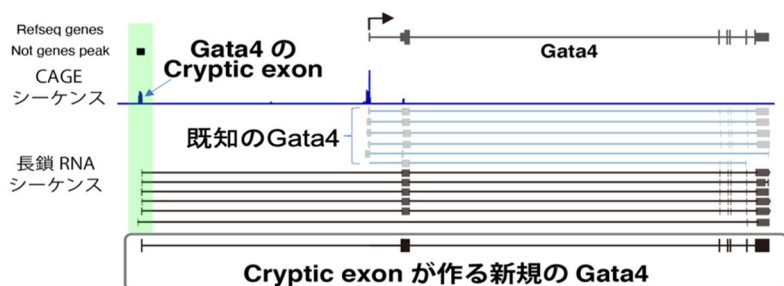 Refseq genes
Not genes peak
Gata4 の
Cryptic exon
Gata4
CAGE
シーケンス
既知のGata4
長鎖 RNA
シーケンス
Cryptic exon が作る新規の Gata4